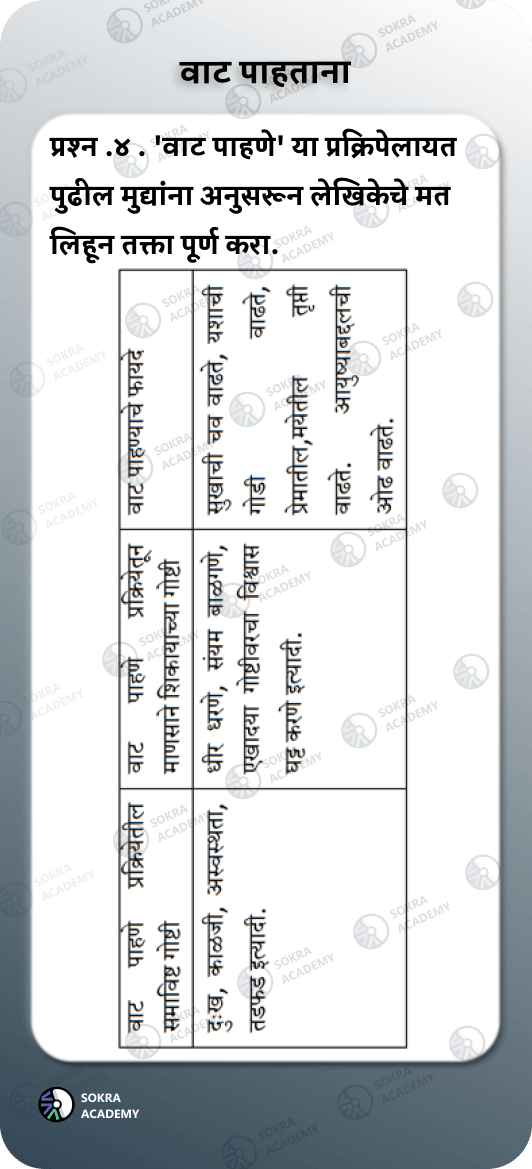 वाट पाहताना
प्रश्न .४ . 'वाट पाहणे' या प्रक्रिपेलायत
पुढील मुद्यांना अनुसरून लेखिकेचे मत
लिहून तक्ता पूर्ण करा.
वाट पाहणे प्रक्रियेतील
समाविष्ट गोष्टी
वाट पाहणे प्रक्रियेतून
माणसाने शिकायाच्या गोष्टी
वाट पाहण्याचे फायदे
दुःख, काळजी, अस्वस्थता,
तडफड इत्यादी.
धीर धरणे, संयम बाळगणे,
एखादया गोष्टीवरचा विश्वास
घट्ट करणे इत्यादी.
सुखाची चव वाढते, यशाची
गोडी वाढते,
प्रेमातील,मयेतील तृप्ती
वाढते. आयुष्याबद्दलची
ओढ वाढते.
SOKRA
ACADEMY